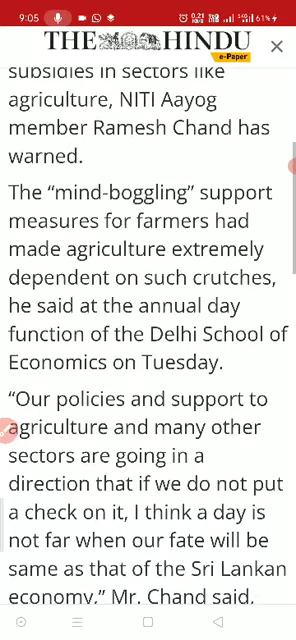 9:05
61%
THE HINDU
e-Paper
subsidies in sectors like
agriculture, NITI Aayog
member Ramesh Chand has
warned.
The “mind-boggling” support
measures for farmers had
made agriculture extremely
dependent on such crutches,
he said at the annual day
function of the Delhi School of
Economics on Tuesday.
“Our policies and support to
agriculture and many other
sectors are going in a
direction that if we do not put
a check on it, I think a day is
not far when our fate will be
same as that of the Sri Lankan
economy,” Mr. Chand said,